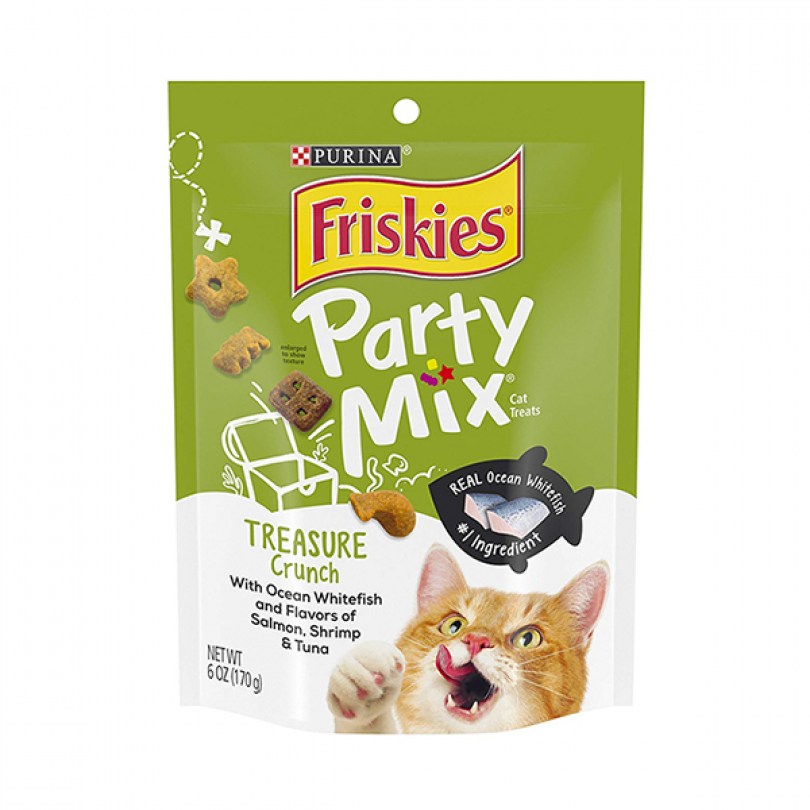 PURINA®
Friskies®
Party
Mix®
Cat
Treats
enlarged
to show
texture
REAL Ocean Whitefish
#1 Ingredient
TREASURE
Crunch
With Ocean Whitefish
and Flavors of
Salmon, Shrimp
& Tuna
NET WT
6 OZ (170g)